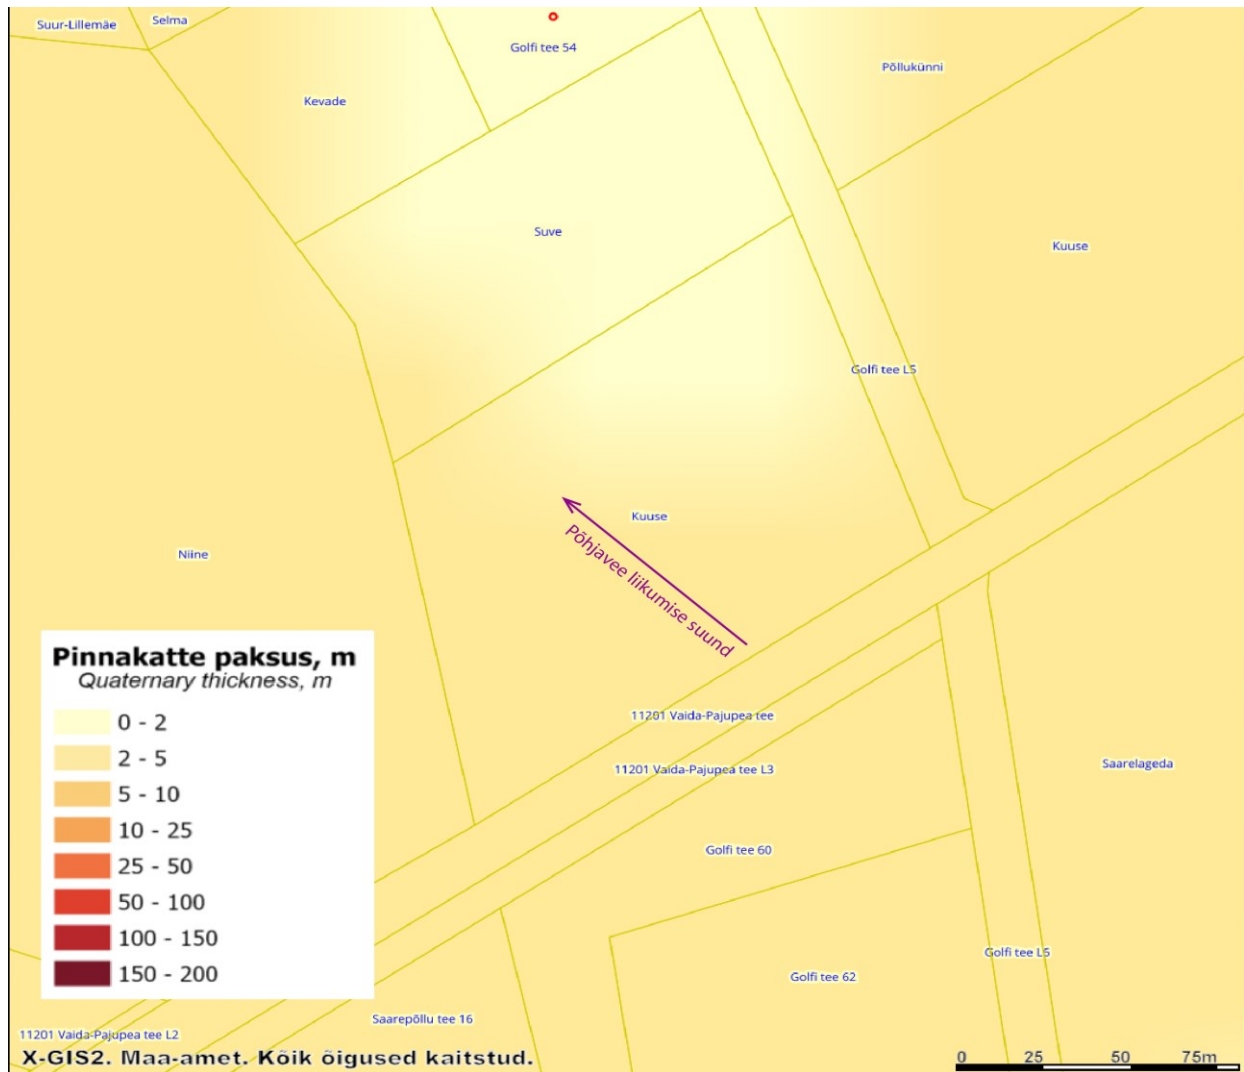 Suur-Lillemäe
Selma
Golfi tee 54
Põllukünni
Kevade
Suve
Kuuse
Golfi tee L5
Kuuse
Niine
Põhjavee liikumise suund
Pinnakatte paksus, m
Quaternary thickness, m
0 - 2
2 - 5
5 - 10
10 - 25
25 - 50
50 - 100
100 - 150
150 - 200
11201 Vaida-Pajupea tee
11201 Vaida-Pajupea tee L3
Saarelageda
Golfi tee 60
Golfi tee L6
Golfi tee 62
Saarepõllu tee 16
11201 Vaida-Pajupea tee L2
X-GIS2. Maa-amet. Kõik õigused kaitstud.
0 25 50 75m